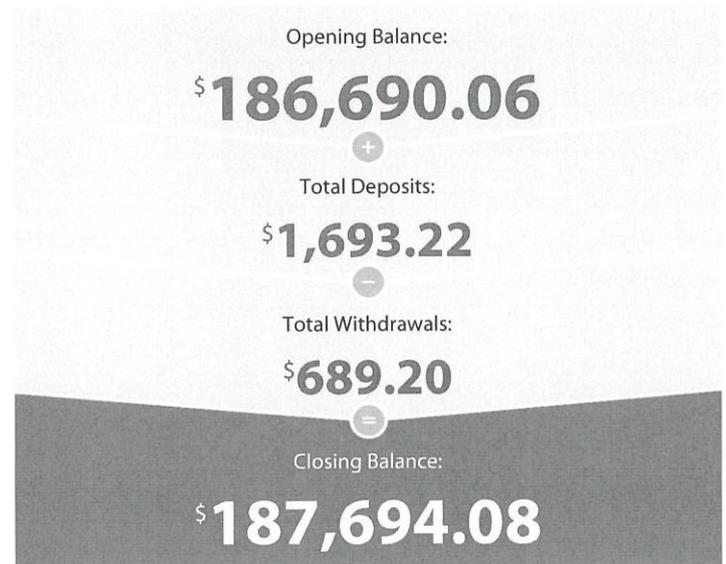 Opening Balance:
$186,690.06
+
Total Deposits:
$1,693.22
−
Total Withdrawals:
$689.20
=
Closing Balance:
$187,694.08